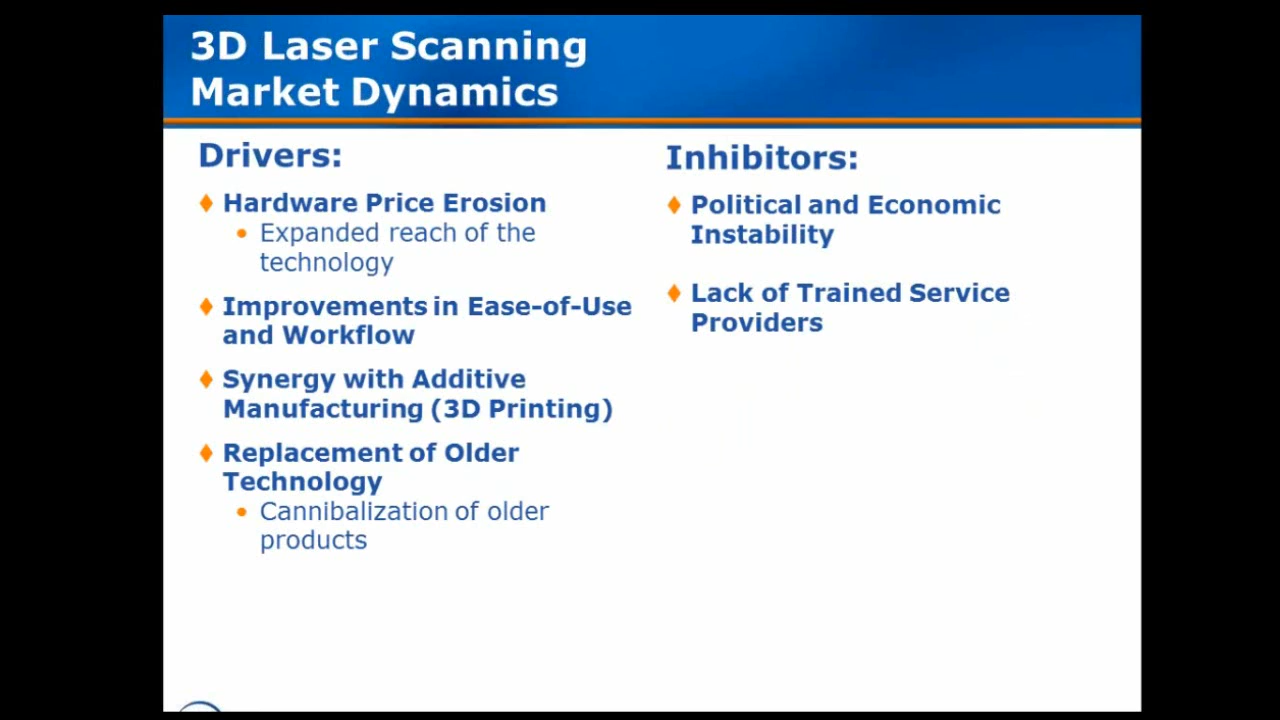 3D Laser Scanning
Market Dynamics
Drivers:
Hardware Price Erosion
Expanded reach of the
technology
Improvements in Ease-of-Use
and Workflow
Synergy with Additive
Manufacturing (3D Printing)
Replacement of Older
Technology
Cannibalization of older
products
Inhibitors:
Political and Economic
Instability
Lack of Trained Service
Providers